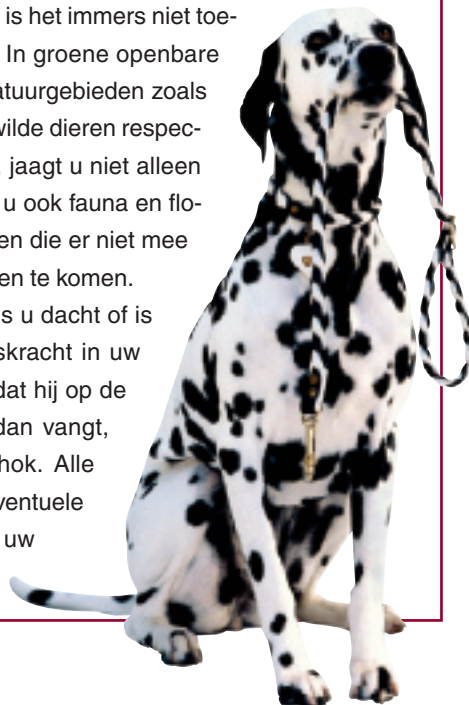 is het immers niet toe-
In groene openbare
atuurgebieden zoals
wilde dieren respec-
jaagt u niet alleen
u ook fauna en flo-
en die er niet mee
en te komen.
s u dacht of is
skracht in uw
dat hij op de
dan vangt,
hok. Alle
ventuele
uw